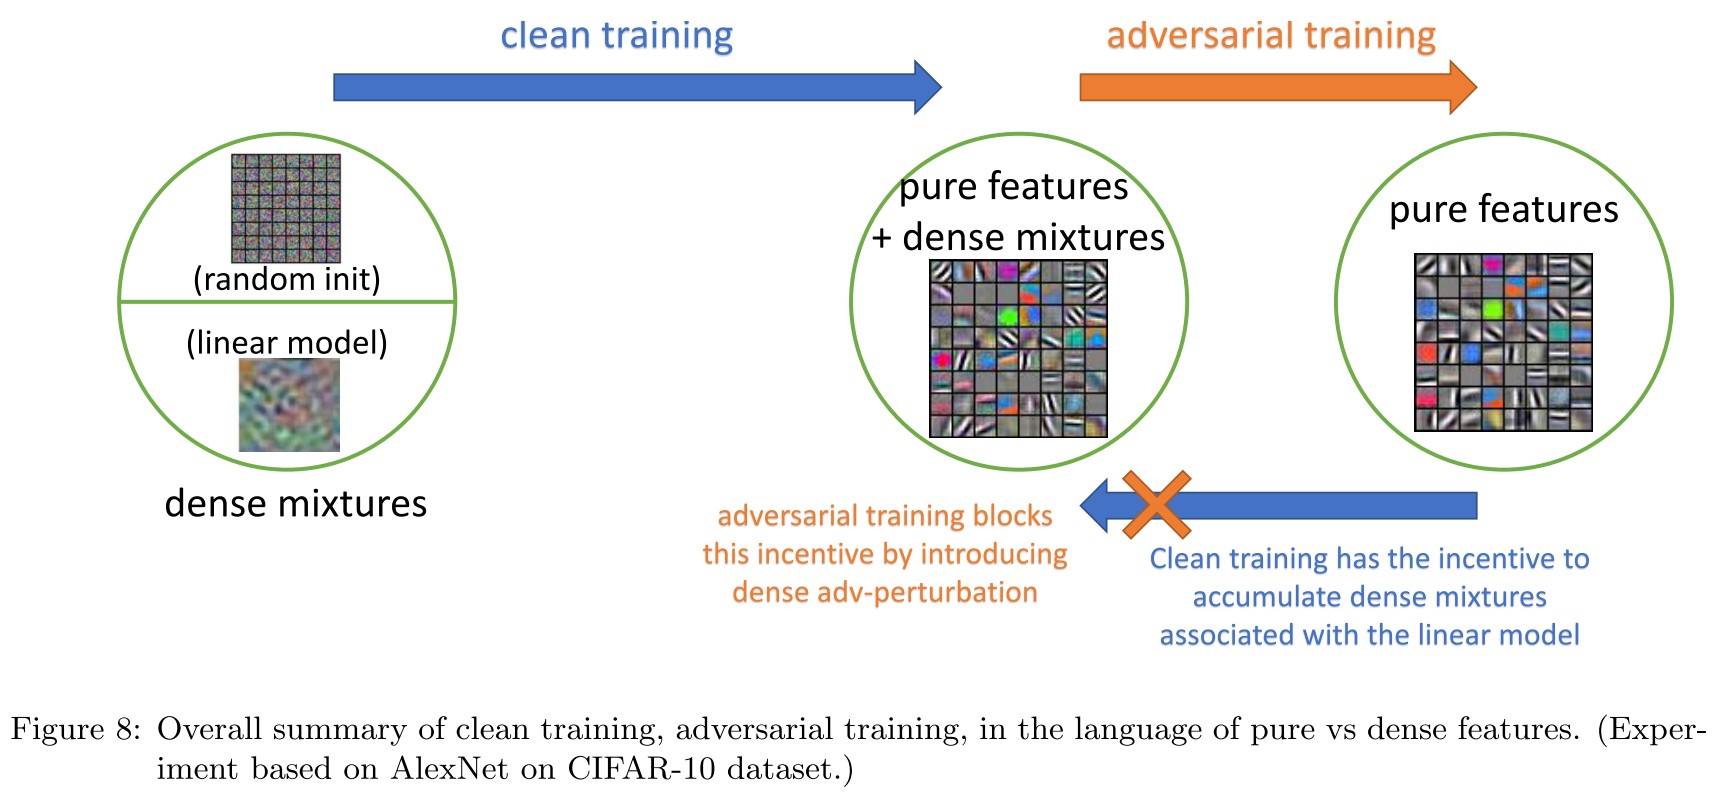 clean training
adversarial training
(random init)
(linear model)
dense mixtures
pure features
+ dense mixtures
pure features
adversarial training blocks
this incentive by introducing
dense adv-perturbation
Clean training has the incentive to
accumulate dense mixtures
associated with the linear model
Figure 8: Overall summary of clean training, adversarial training, in the language of pure vs dense features. (Exper-
iment based on AlexNet on CIFAR-10 dataset.)